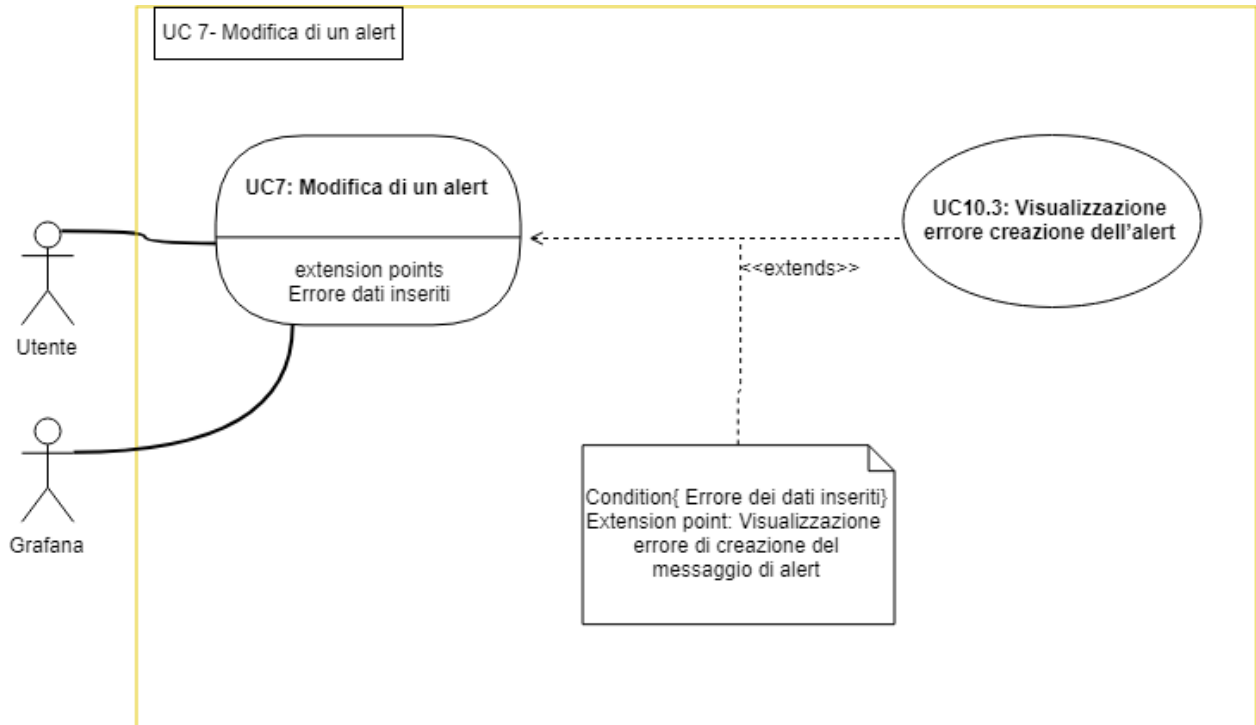 UC 7- Modifica di un alert
UC7: Modifica di un alert
extension points
Errore dati inseriti
UC10.3: Visualizzazione
errore creazione dell'alert
<<extends>>
Utente
Grafana
Condition{ Errore dei dati inseriti}
Extension point: Visualizzazione
errore di creazione del
messaggio di alert